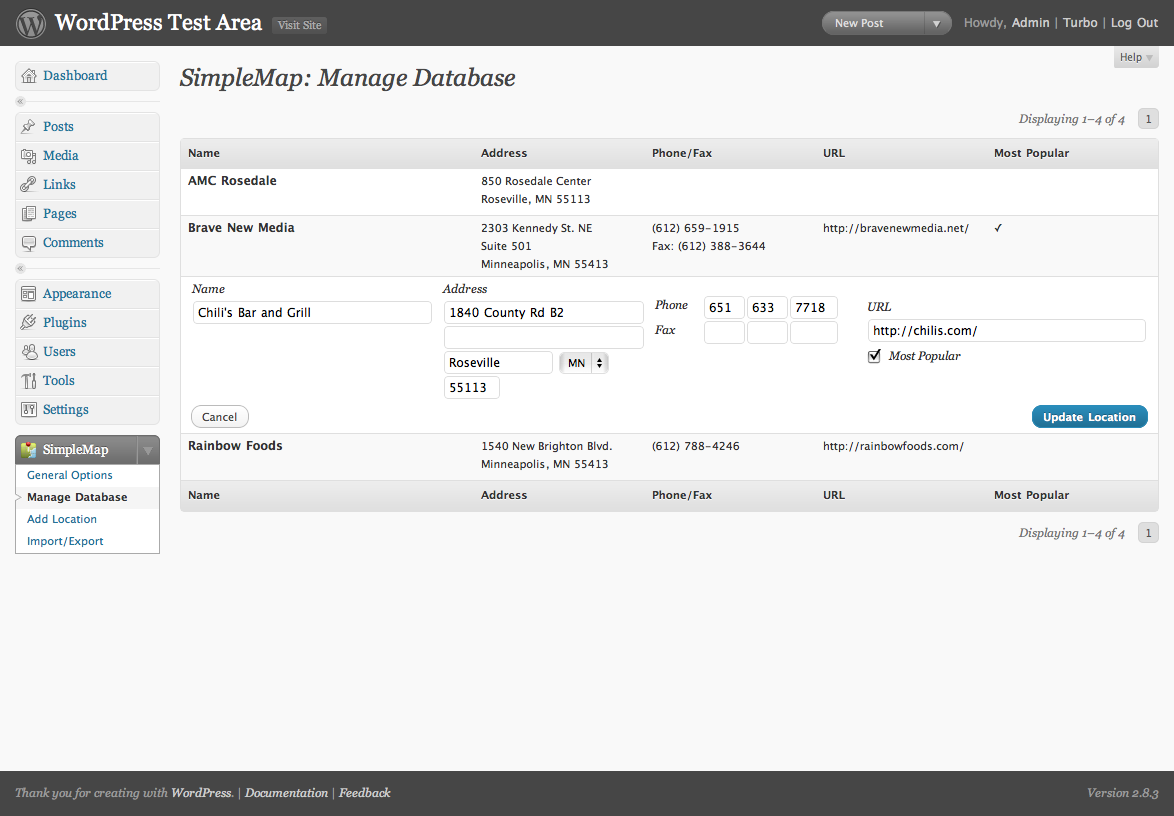 WordPress Test Area Visit Site New Post Howdy, Admin | Turbo | Log Out
Help
Dashboard
Posts
Media
Links
Pages
Comments
Appearance
Plugins
Users
Tools
Settings
SimpleMap
General Options
Manage Database
Add Location
Import/Export
SimpleMap: Manage Database
Displaying 1–4 of 4 1
Name Address Phone/Fax URL Most Popular
AMC Rosedale 850 Rosedale Center
Roseville, MN 55113
Brave New Media 2303 Kennedy St. NE (612) 659-1915 http://bravenewmedia.net/ ✓
Suite 501 Fax: (612) 388-3644
Minneapolis, MN 55413
Name Address
Phone 651 633 7718 URL
Chili's Bar and Grill 1840 County Rd B2
Fax http://chilis.com/
Roseville MN Most Popular
55113
Cancel Update Location
Rainbow Foods 1540 New Brighton Blvd. (612) 788-4246 http://rainbowfoods.com/
Minneapolis, MN 55413
Name Address Phone/Fax URL Most Popular
Displaying 1–4 of 4 1
Thank you for creating with WordPress. | Documentation | Feedback Version 2.8.3